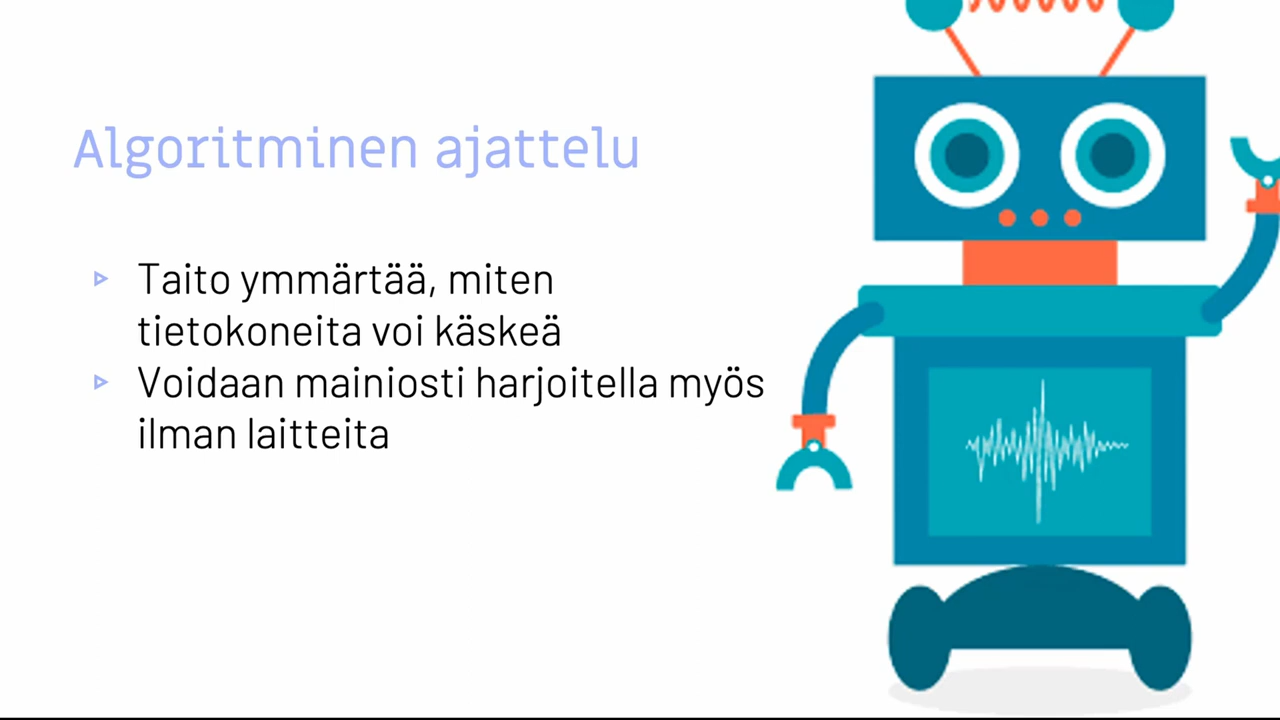 Algoritminen ajattelu
Taito ymmärtää, miten
tietokoneita voi käskeä
Voidaan mainiosti harjoitella myös
ilman laitteita